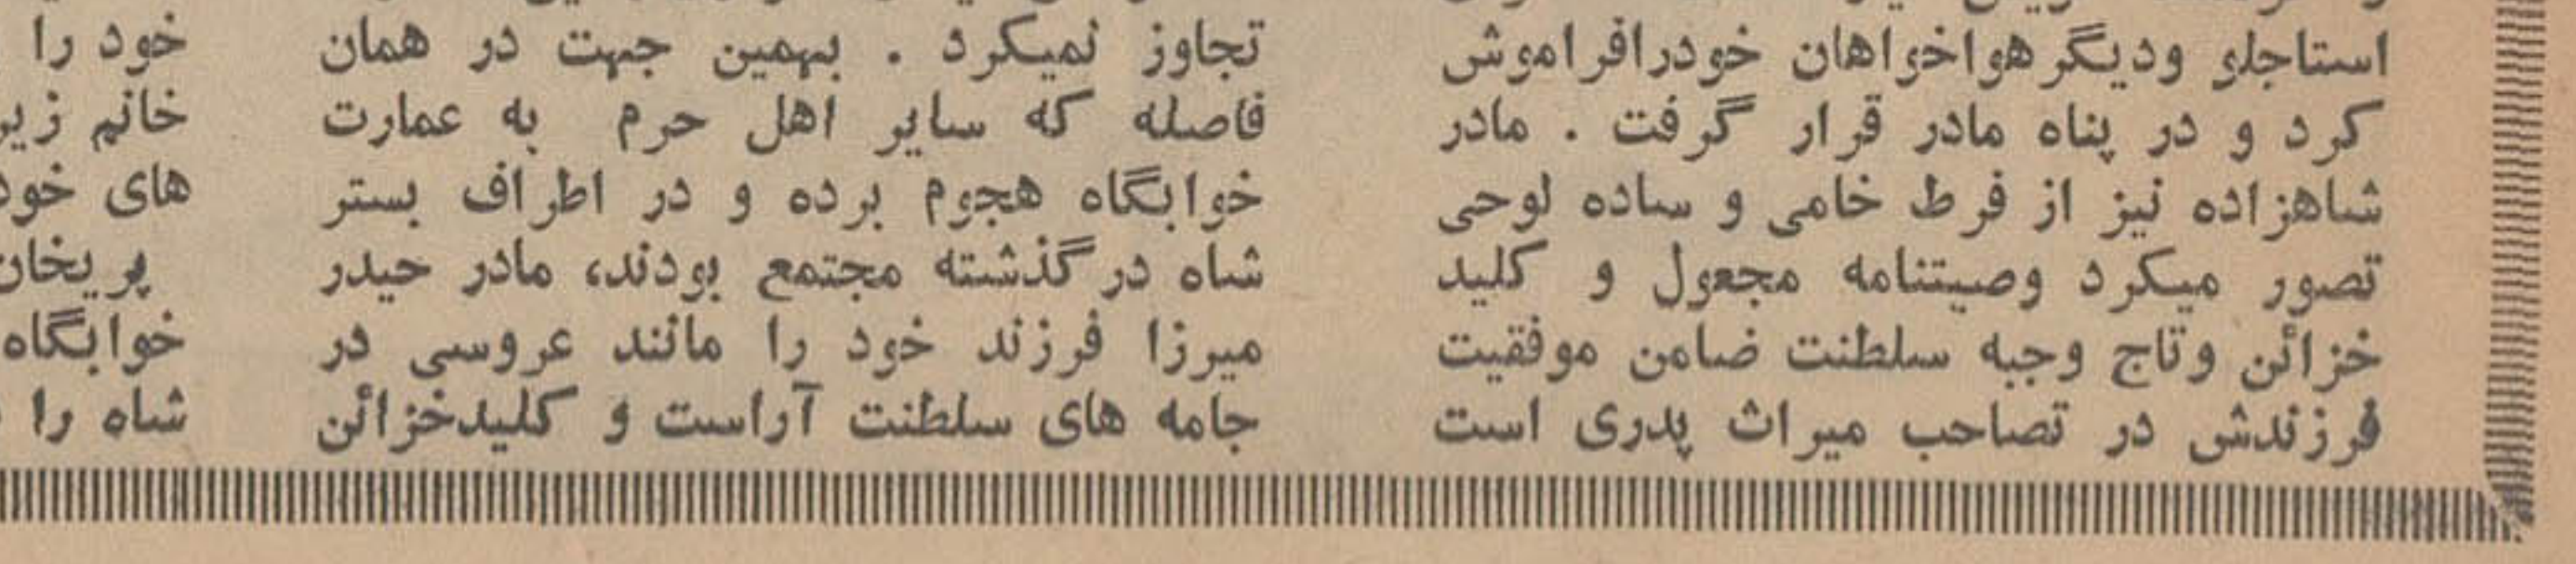 استاجلو ودیگر هواخواهان خودرافراموش
کرد و در پناه مادر قرار گرفت . مادر
شاهزاده نیز از فرط خامی و ساده لوحی
تصور میکرد وصیتنامه مجعول و کلید
خزائن وتاج وجبه سلطنت ضامن موفقیت
فرزندش در تصاحب میراث پدری است
تجاوز نمیکرد . بهمین جهت در همان
فاصله که سایر اهل حرم به عمارت
خوابگاه هجوم برده و در اطراف بستر
شاه درگذشته مجتمع بودند، مادر حیدر
میرزا فرزند خود را مانند عروسی در
جامه های سلطنت آراست و کلیدخزائن
خود را
خانم
های
خوابگاه
شاه را